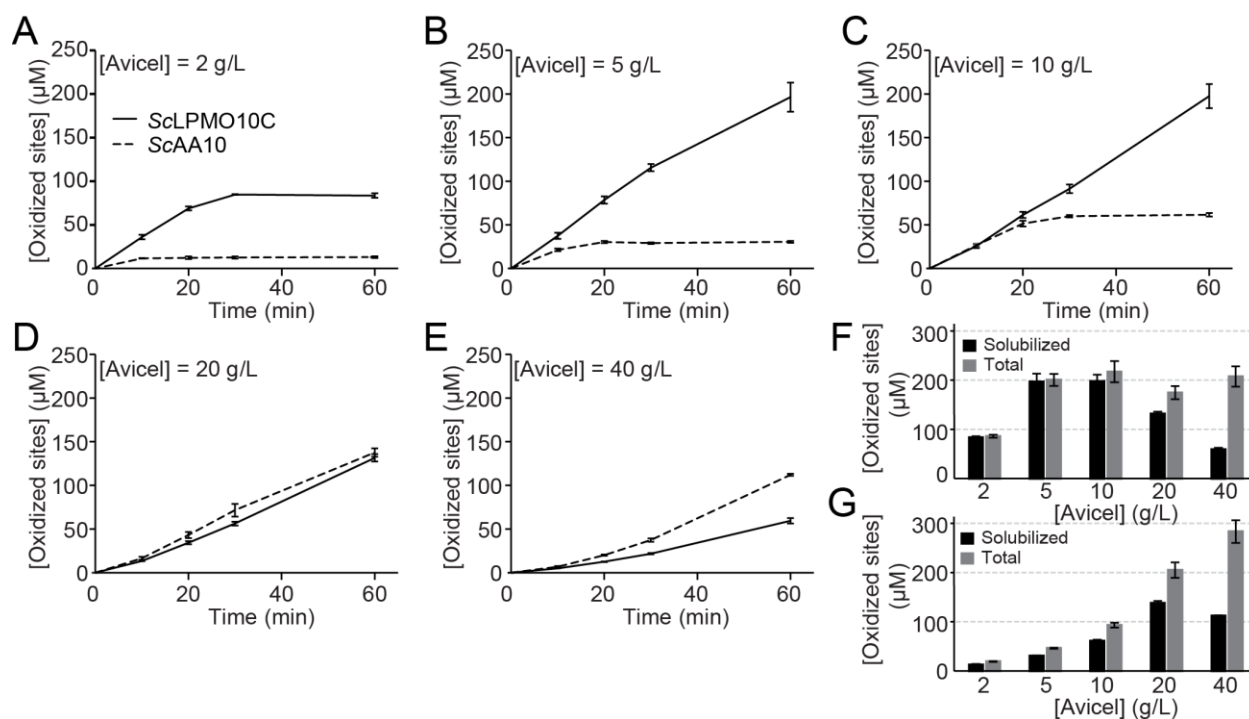 A
[Avicel] = 2 g/L
250
200
150
100
50
0
[Oxidized sites] (µM)
ScLPMO10C
ScAA10
0 20 40 60
Time (min)
B
[Avicel] = 5 g/L
250
200
150
100
50
0
[Oxidized sites] (µM)
0 20 40 60
Time (min)
C
[Avicel] = 10 g/L
250
200
150
100
50
0
[Oxidized sites] (µM)
0 20 40 60
Time (min)
D
[Avicel] = 20 g/L
250
200
150
100
50
0
[Oxidized sites] (µM)
0 20 40 60
Time (min)
E
[Avicel] = 40 g/L
250
200
150
100
50
0
[Oxidized sites] (µM)
0 20 40 60
Time (min)
F
300
200
100
0
[Oxidized sites]
(µM)
Solubilized
Total
2 5 10 20 40
[Avicel] (g/L)
G
300
200
100
0
[Oxidized sites]
(µM)
Solubilized
Total
2 5 10 20 40
[Avicel] (g/L)